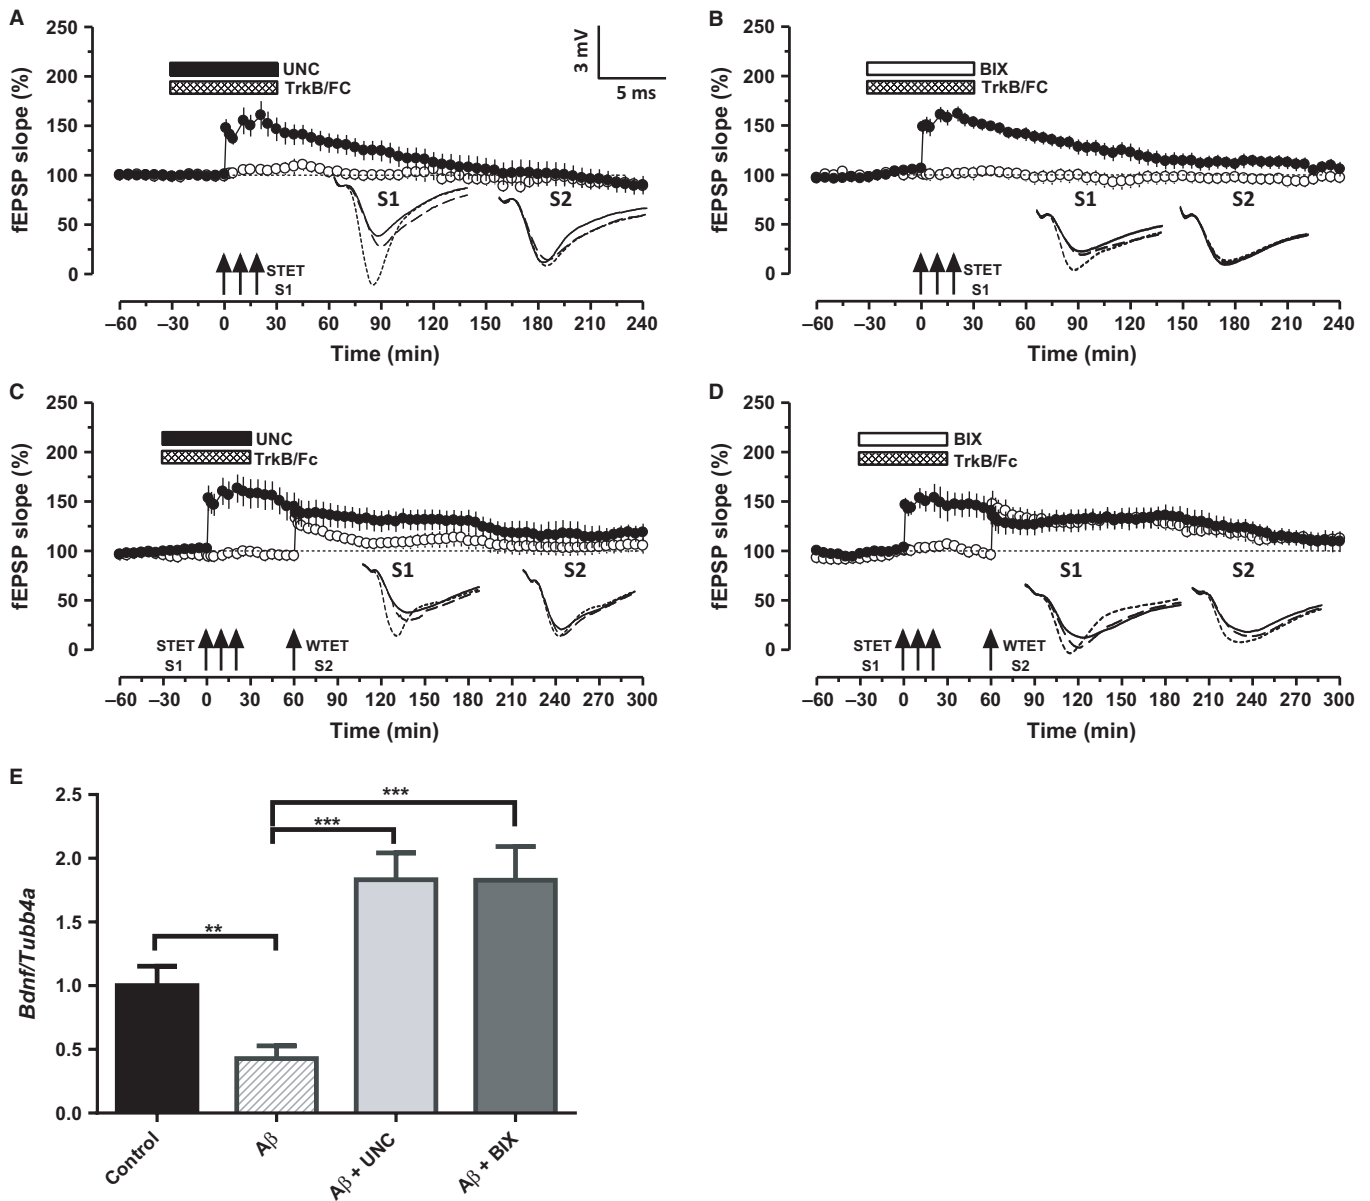 A
fEPSP slope (%)
250
200
150
100
50
0
UNC
TrkB/FC
3 mV
5 ms
S1
S2
STET
S1
–60 –30 0 30 60 90 120 150 180 210 240
Time (min)
B
fEPSP slope (%)
250
200
150
100
50
0
BIX
TrkB/FC
S1
S2
STET
S1
–60 –30 0 30 60 90 120 150 180 210 240
Time (min)
C
fEPSP slope (%)
250
200
150
100
50
0
UNC
TrkB/Fc
S1
S2
STET
S1
WTET
S2
–60 –30 0 30 60 90 120 150 180 210 240 270 300
Time (min)
D
fEPSP slope (%)
250
200
150
100
50
0
BIX
TrkB/Fc
S1
S2
STET
S1
WTET
S2
–60 –30 0 30 60 90 120 150 180 210 240 270 300
Time (min)
E
Bdnf/Tubb4a
2.5
2.0
1.5
1.0
0.5
0.0
**
***
***
Control
Aβ
Aβ + UNC
Aβ + BIX